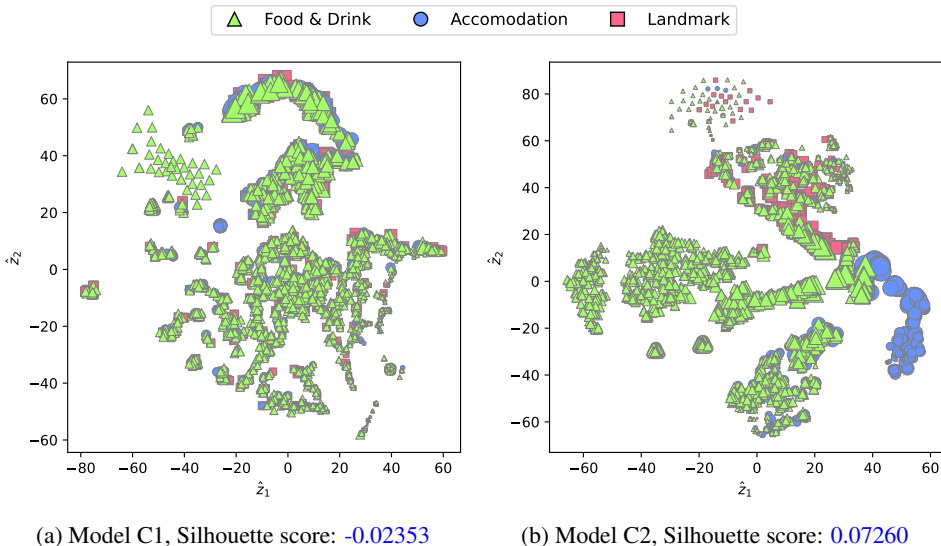 Food & Drink Accomodation Landmark
60
40
20
0
−20
−40
−60
ẑ2
−80 −60 −40 −20 0 20 40 60
ẑ1
80
60
40
20
0
−20
−40
−60
ẑ2
−60 −40 −20 0 20 40 60
ẑ1
(a) Model C1, Silhouette score: -0.02353
(b) Model C2, Silhouette score: 0.07260